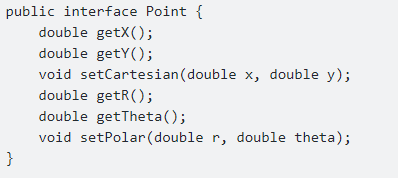 public interface Point {
    double getX();
    double getY();
    void setCartesian(double x, double y);
    double getR();
    double getTheta();
    void setPolar(double r, double theta);
}